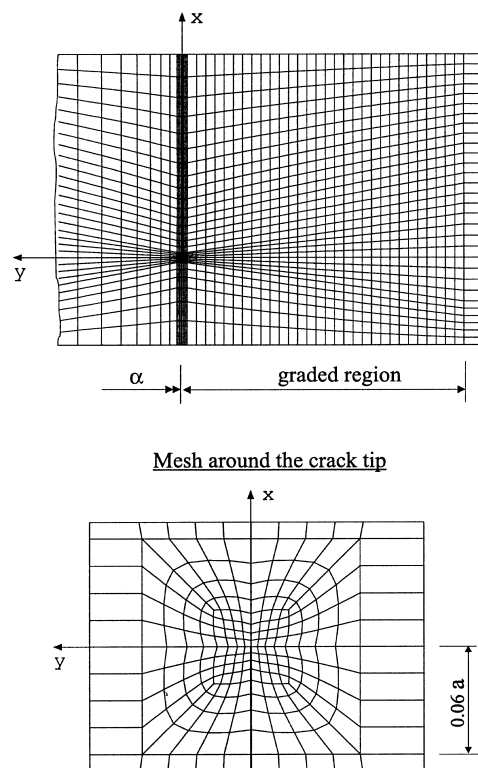 x
y
α
graded region
Mesh around the crack tip
x
y
0.06 a